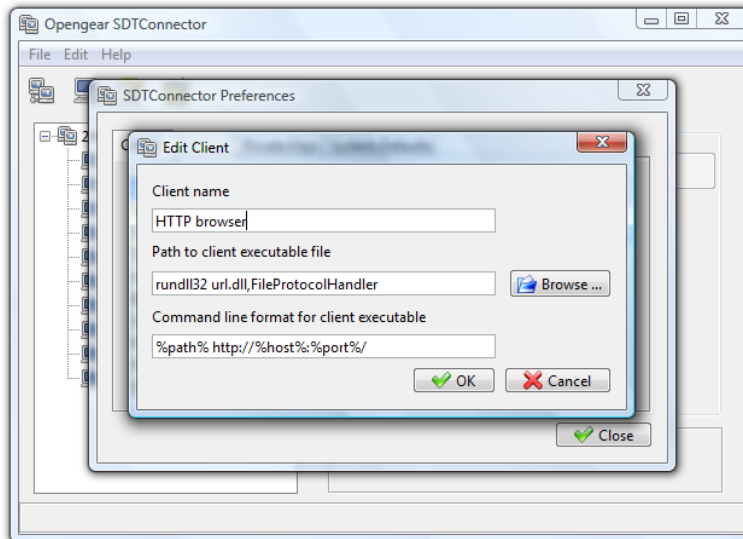 Opengear SDTConnector
File Edit Help
SDTConnector Preferences
2
Edit Client
Client name
HTTP browser
Path to client executable file
rundll32 url.dll,FileProtocolHandler
Browse ...
Command line format for client executable
%path% http://%host%:%port%/
OK
Cancel
Close